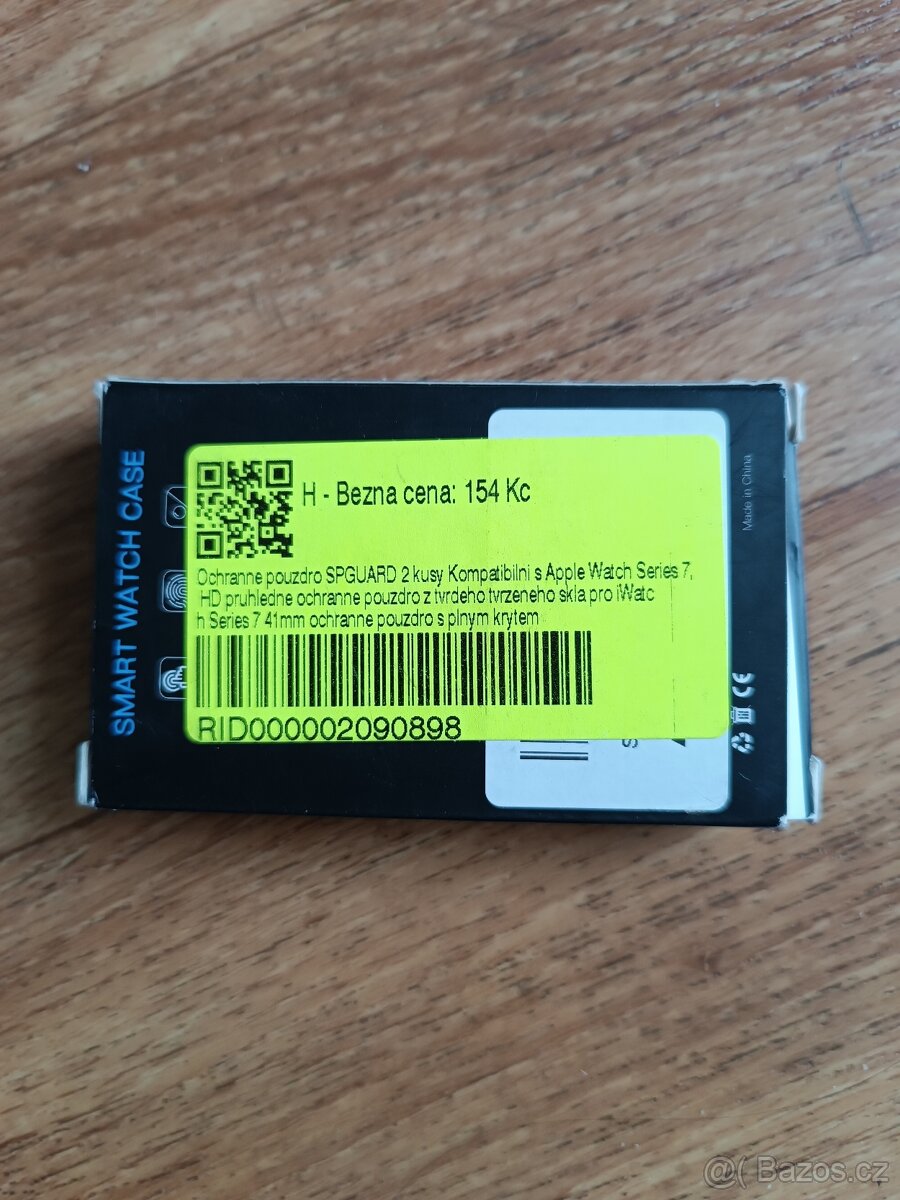 SMART WATCH CASE
H - Bezna cena: 154 Kc
Ochranne pouzdro SPGUARD 2 kusy Kompatibilni s Apple Watch Series 7,
HD pruhledne ochranne pouzdro z tvrdeho tvrzeneho skla pro iWatc
h Series 7 41mm ochranne pouzdro s plnym krytem
RID000002090898
Made in China
CE
@ Bazos.cz